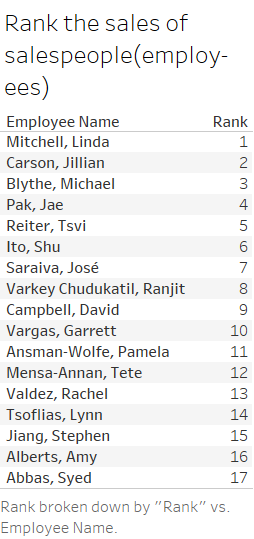 Rank the sales of
salespeople(employ-
ees)
Employee Name Rank
Mitchell, Linda 1
Carson, Jillian 2
Blythe, Michael 3
Pak, Jae 4
Reiter, Tsvi 5
Ito, Shu 6
Saraiva, José 7
Varkey Chudukatil, Ranjit 8
Campbell, David 9
Vargas, Garrett 10
Ansman-Wolfe, Pamela 11
Mensa-Annan, Tete 12
Valdez, Rachel 13
Tsoflias, Lynn 14
Jiang, Stephen 15
Alberts, Amy 16
Abbas, Syed 17
Rank broken down by "Rank" vs.
Employee Name.